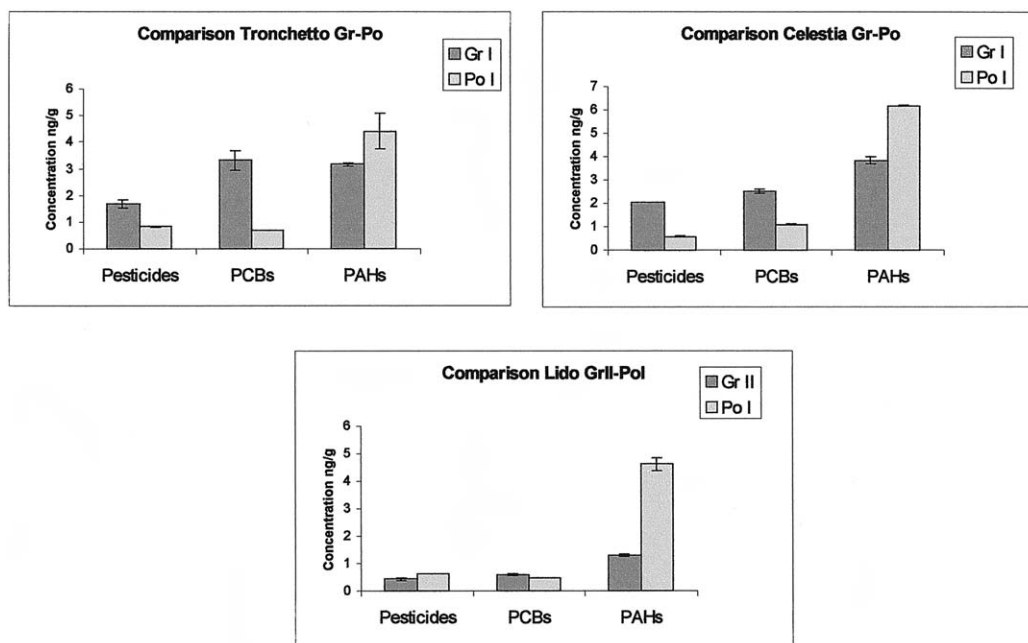 Comparison Tronchetto Gr-Po
Gr I
Po I
Concentration ng/g
6
5
4
3
2
1
0
Pesticides PCBs PAHs
Comparison Celestia Gr-Po
Gr I
Po I
Concentration ng/g
7
6
5
4
3
2
1
0
Pesticides PCBs PAHs
Comparison Lido GrII-PoI
Gr II
Po I
Concentration ng/g
6
5
4
3
2
1
0
Pesticides PCBs PAHs